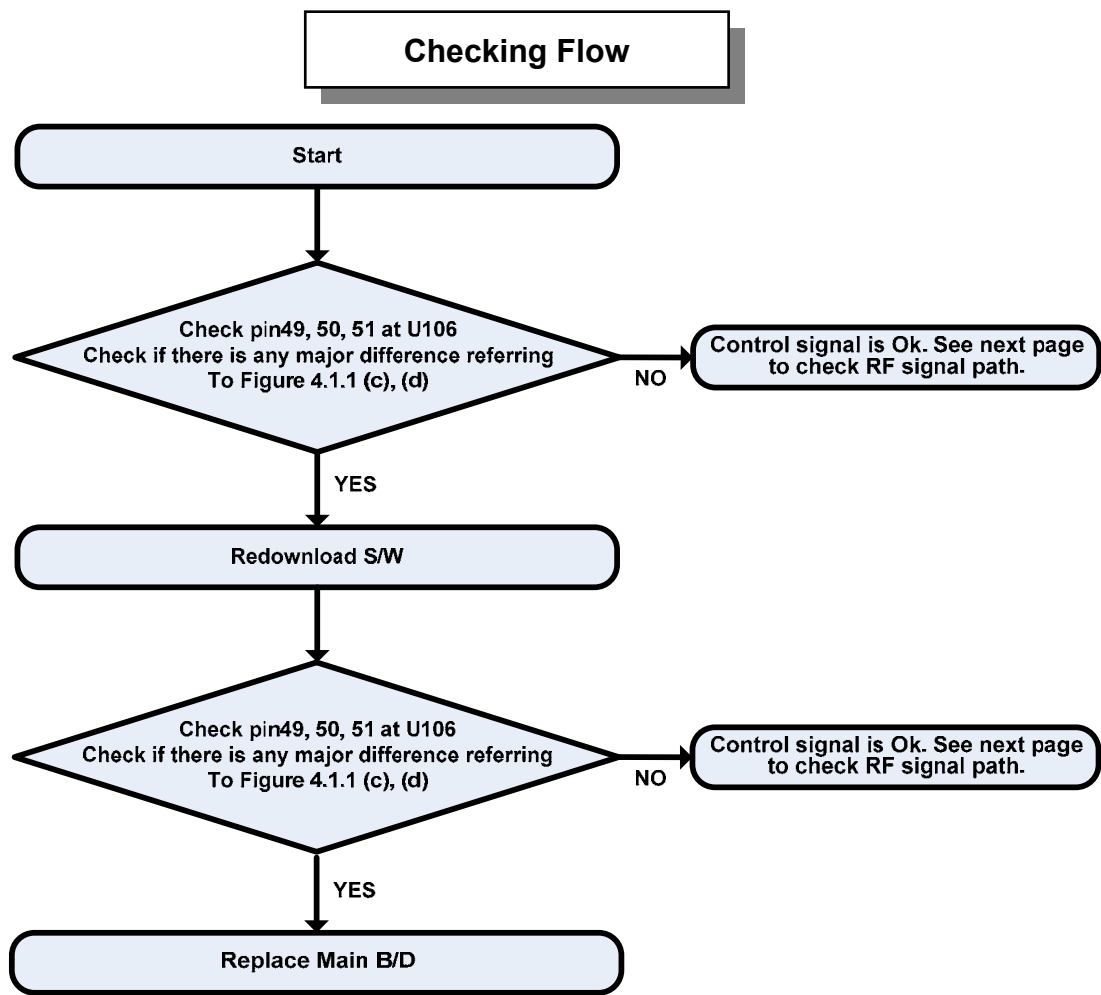 Checking Flow
Start
Check pin49, 50, 51 at U106
Check if there is any major difference referring
To Figure 4.1.1 (c), (d)
NO
Control signal is Ok. See next page
to check RF signal path.
YES
Redownload S/W
Check pin49, 50, 51 at U106
Check if there is any major difference referring
To Figure 4.1.1 (c), (d)
NO
Control signal is Ok. See next page
to check RF signal path.
YES
Replace Main B/D